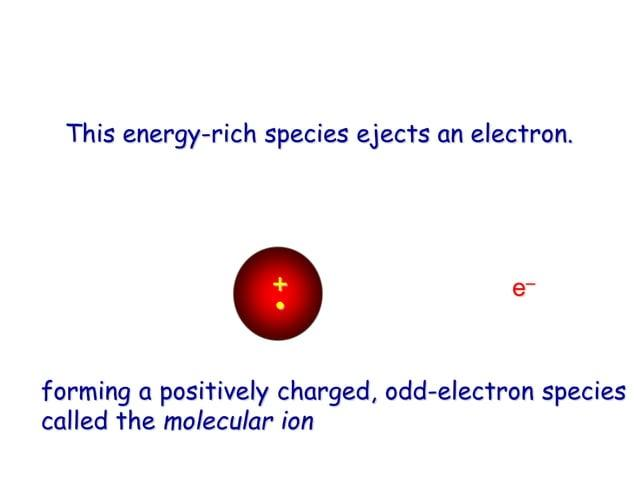 This energy-rich species ejects an electron.
+
•
e–
forming a positively charged, odd-electron species
called the molecular ion